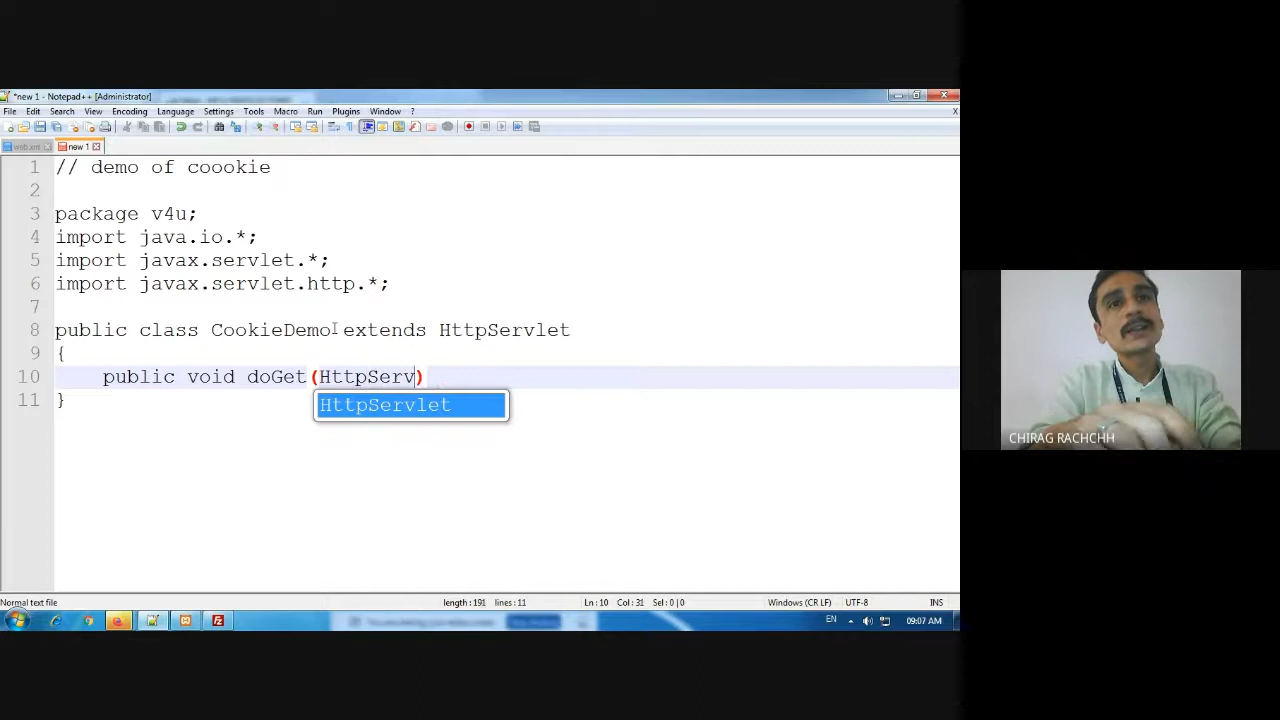 *new 1 - Notepad++ [Administrator]
File Edit Search View Encoding Language Settings Tools Macro Run Plugins Window ? X
web.xml new 1
1 // demo of coookie
2
3 package v4u;
4 import java.io.*;
5 import javax.servlet.*;
6 import javax.servlet.http.*;
7
8 public class CookieDemo extends HttpServlet
9 {
10 public void doGet(HttpServ)
HttpServlet
11 }
CHIRAG RACHCHH
Normal text file length : 191 lines : 11 Ln : 10 Col : 31 Sel : 0 | 0 Windows (CR LF) UTF-8 INS
EN 09:07 AM